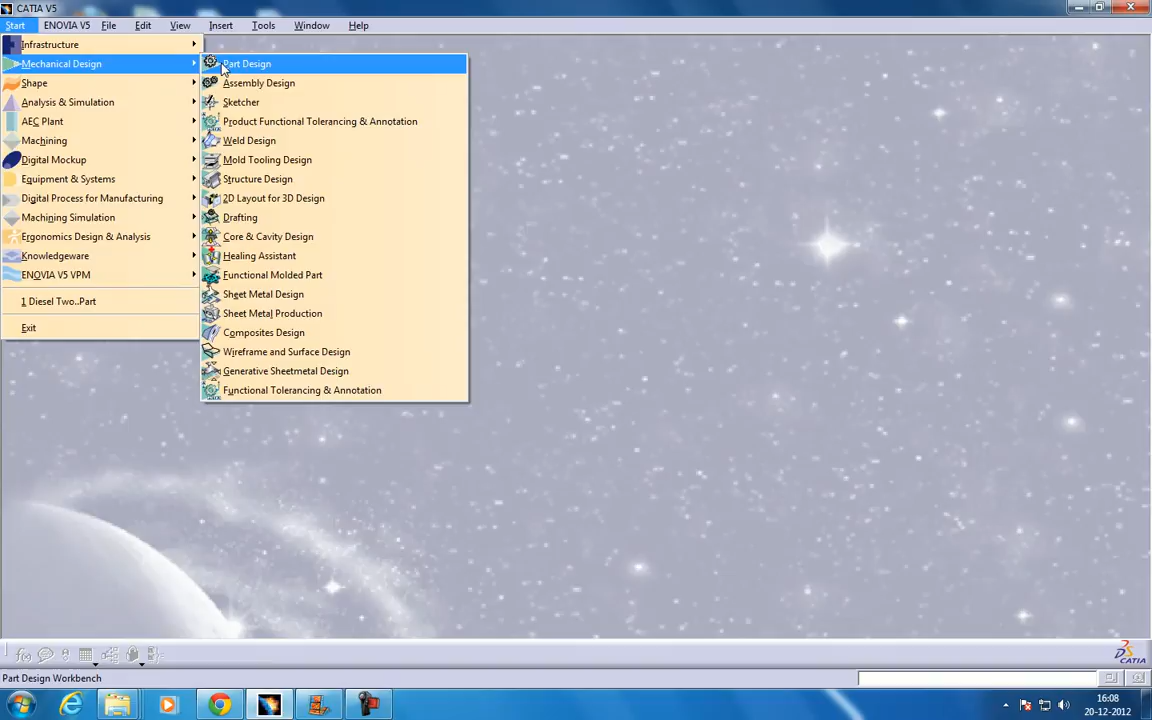 CATIA V5
Start ENOVIA V5 File Edit View Insert Tools Window Help
Infrastructure
Mechanical Design
Shape
Analysis & Simulation
AEC Plant
Machining
Digital Mockup
Equipment & Systems
Digital Process for Manufacturing
Machining Simulation
Ergonomics Design & Analysis
Knowledgeware
ENOVIA V5 VPM
1 Diesel Two..Part
Exit
Part Design
Assembly Design
Sketcher
Product Functional Tolerancing & Annotation
Weld Design
Mold Tooling Design
Structure Design
2D Layout for 3D Design
Drafting
Core & Cavity Design
Healing Assistant
Functional Molded Part
Sheet Metal Design
Sheet Metal Production
Composites Design
Wireframe and Surface Design
Generative Sheetmetal Design
Functional Tolerancing & Annotation
f(x)
CATIA
Part Design Workbench
16:08
20-12-2012